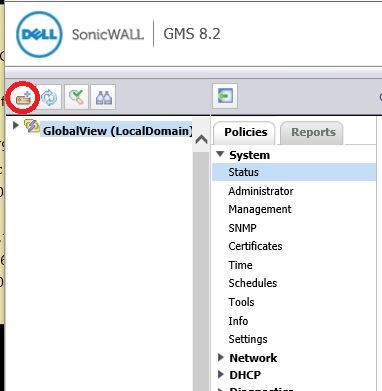 DELL SonicWALL | GMS 8.2
GlobalView (LocalDomain)
Policies Reports
System
Status
Administrator
Management
SNMP
Certificates
Time
Schedules
Tools
Info
Settings
Network
DHCP